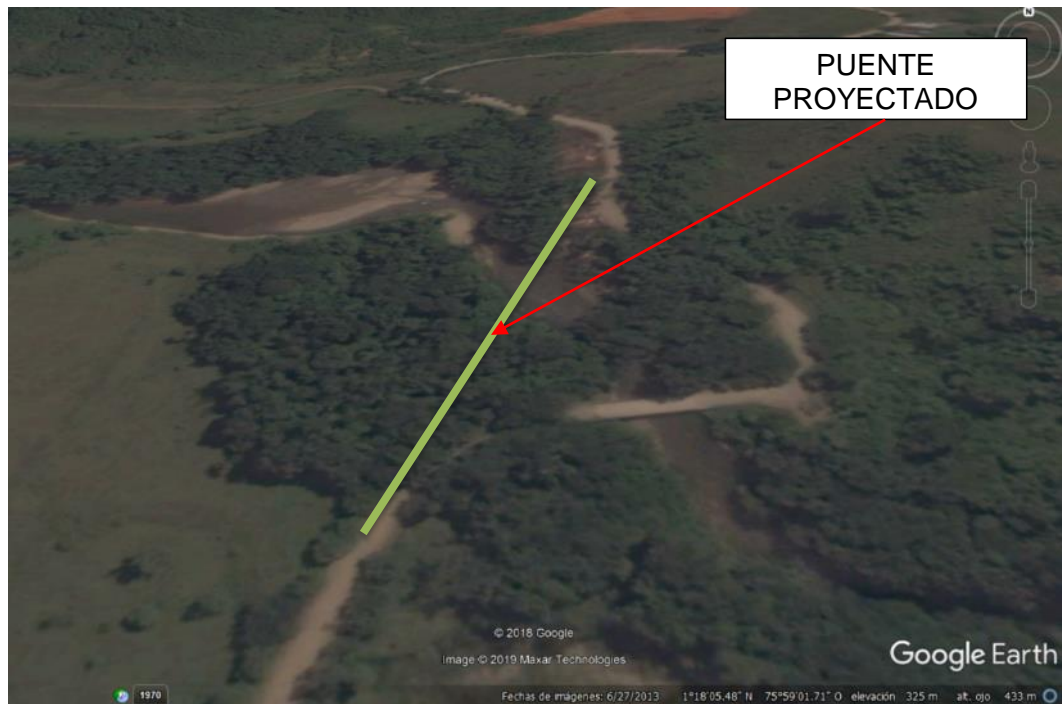 N
PUENTE
PROYECTADO
© 2018 Google
Image © 2019 Maxar Technologies
Google Earth
1970
Fechas de imágenes: 6/27/2013 1°18'05.48" N 75°59'01.71" O elevación 325 m alt. ojo 433 m